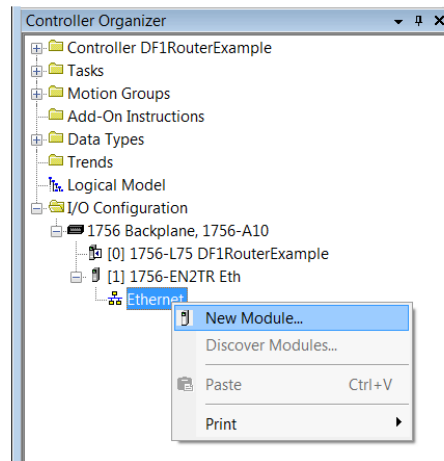 Controller Organizer
Controller DF1RouterExample
Tasks
Motion Groups
Add-On Instructions
Data Types
Trends
Logical Model
I/O Configuration
1756 Backplane, 1756-A10
[0] 1756-L75 DF1RouterExample
[1] 1756-EN2TR Eth
Ethernet
New Module...
Discover Modules...
Paste Ctrl+V
Print